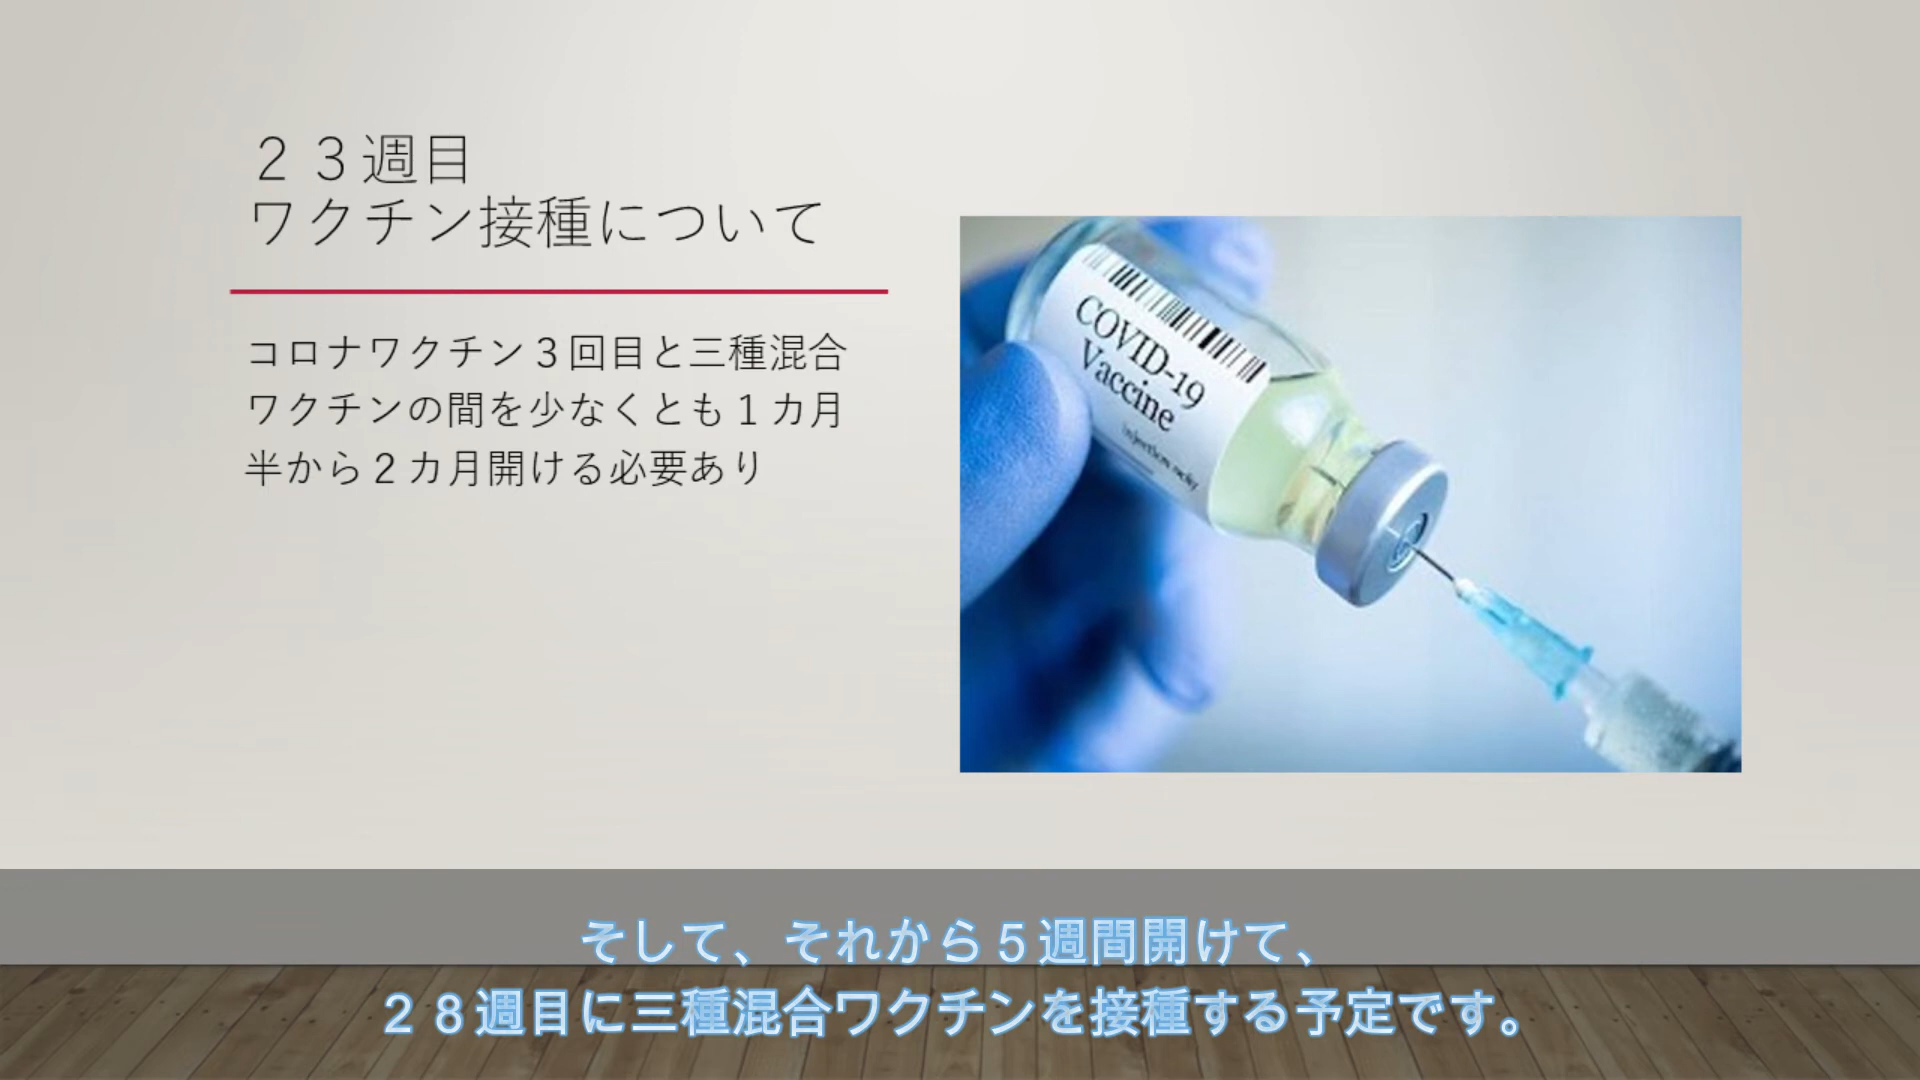 ２３週目
ワクチン接種について
コロナワクチン３回目と三種混合
ワクチンの間を少なくとも１カ月
半から２カ月開ける必要あり
COVID-19
Vaccine
injection only
そして、それから５週間開けて、
２８週目に三種混合ワクチンを接種する予定です。